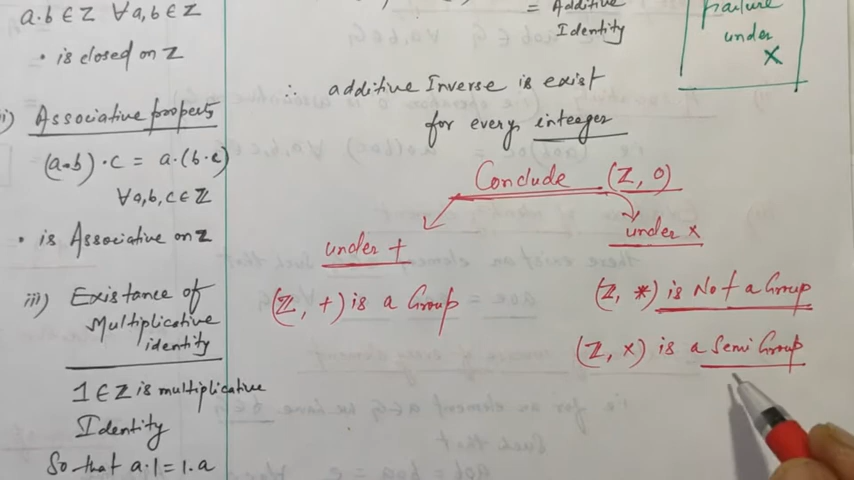 a.b ∈ Z ∀ a,b ∈ Z
• is closed on Z
i) Associative property
(a•b)•c = a•(b•c)
∀ a,b,c ∈ Z
• is Associative on Z
iii) Existance of
Multiplicative
identity
1 ∈ Z is multiplicative
Identity
So that a.1 = 1.a
= Additive
Identity
failure
under
×
∴ additive Inverse is exist
for every integer
Conclude (Z, o)
under +
under ×
(Z, +) is a Group
(Z, *) is Not a Group
(Z, ×) is a Semi Group